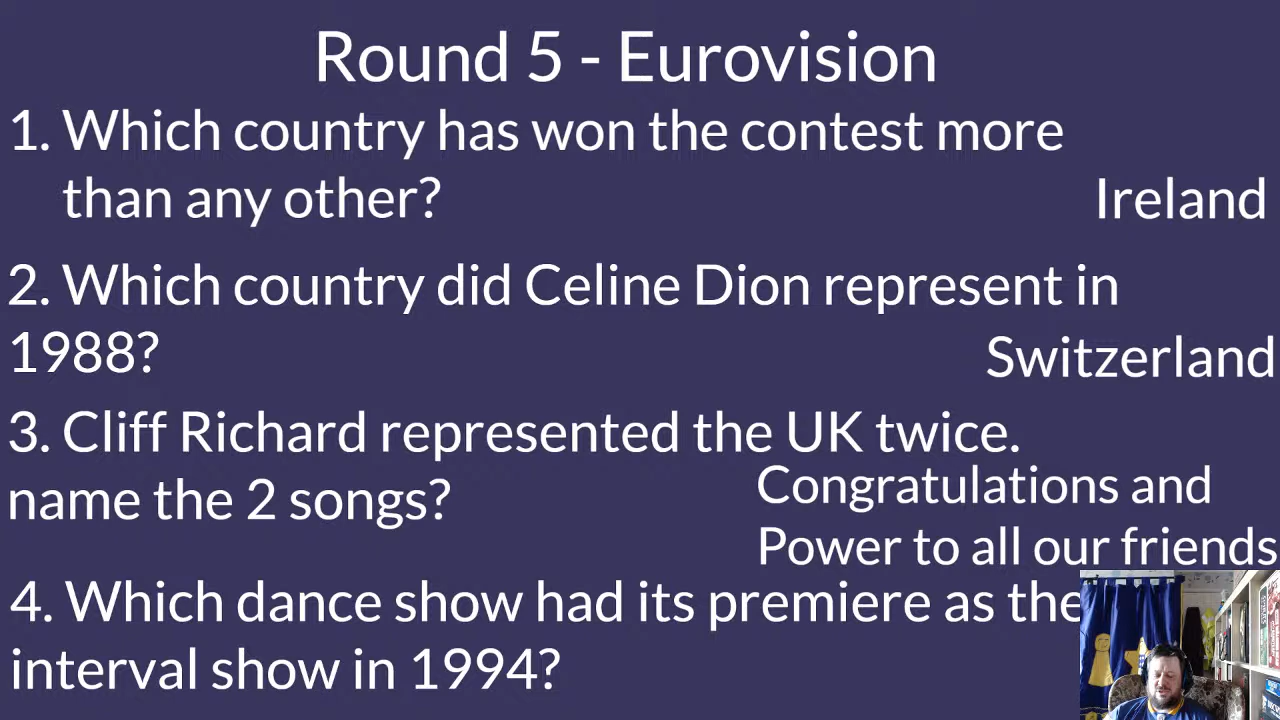 Round 5 - Eurovision
1. Which country has won the contest more
than any other?
Ireland
2. Which country did Celine Dion represent in
1988?
Switzerland
3. Cliff Richard represented the UK twice.
name the 2 songs?
Congratulations and
Power to all our friends
4. Which dance show had its premiere as the
interval show in 1994?